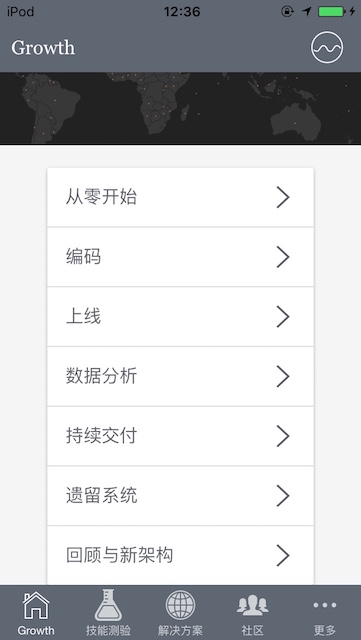 iPod 12:36
Growth
从零开始
编码
上线
数据分析
持续交付
遗留系统
回顾与新架构
Growth 技能测验 解决方案 社区 更多